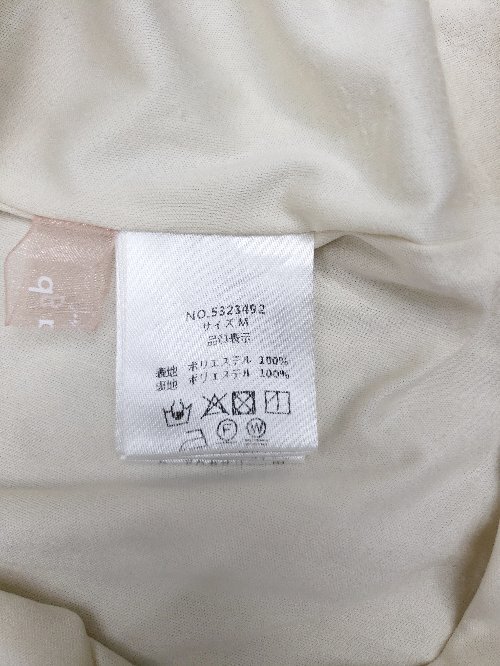 NO.5323492
サイズ M
品質表示
表地 ポリエステル 100%
裏地 ポリエステル 100%
F W